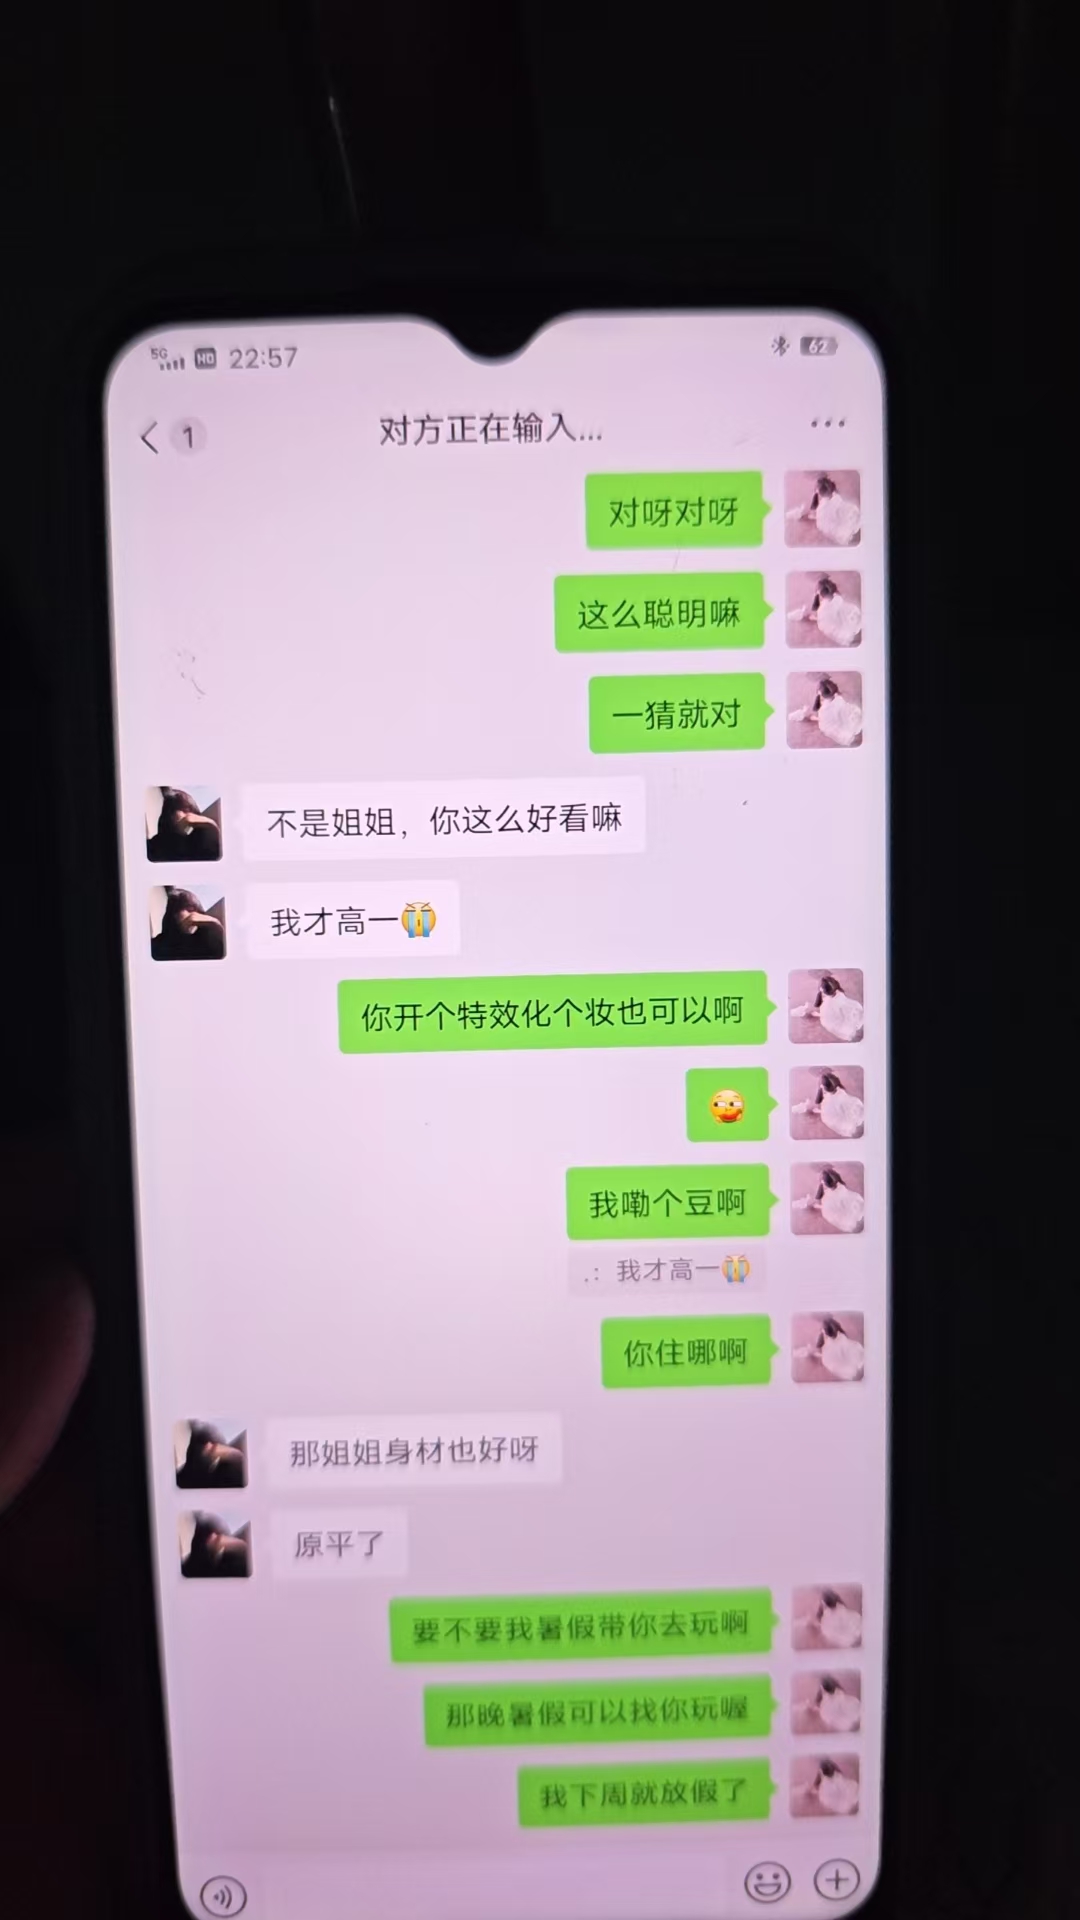 5G HD 22:57 62
1 对方正在输入...
对呀对呀
这么聪明嘛
一猜就对
不是姐姐，你这么好看嘛
我才高一😭
你开个特效化个妆也可以啊
我嘞个豆啊
.：我才高一😭
你住哪啊
那姐姐身材也好呀
原平了
要不要我暑假带你去玩啊
那晚暑假可以找你玩喔
我下周就放假了